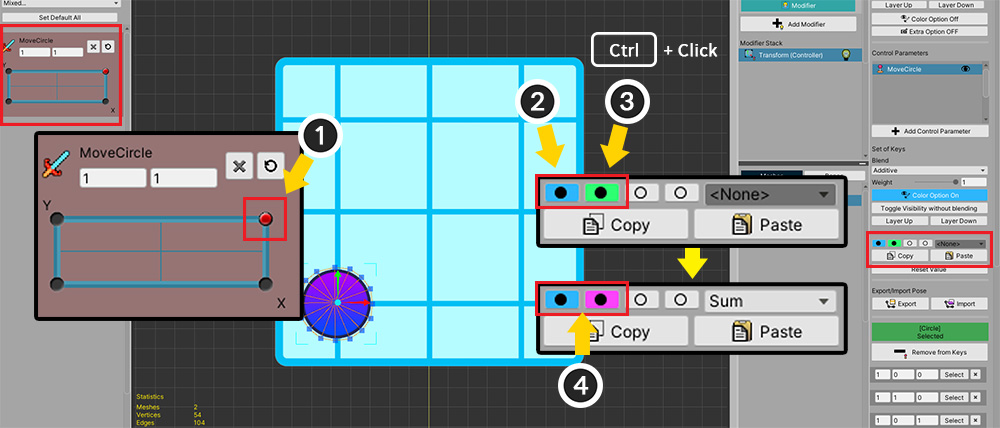 Mixed...
Set Default All
MoveCircle
1 1
Y
X
MoveCircle
1 1
Y
X
1
2
3
4
Ctrl + Click
<None>
Copy Paste
Sum
Copy Paste
Statistics
Meshes 2
Vertices 54
Edges 104
Modifier
Add Modifier
Modifier Stack
Transform (Controller)
Layer Up Layer Down
Color Option Off
Extra Option OFF
Control Parameters
MoveCircle
Add Control Parameter
Set of Keys
Blend
Additive
Weight 1
Color Option On
Toggle Visibility without blending
Layer Up Layer Down
<None>
Copy Paste
Reset Value
Export/Import Pose
Export Import
[Circle]
Selected
Remove from Keys
1 0 0 Select
1 1 0 Select
1 0 1 Select